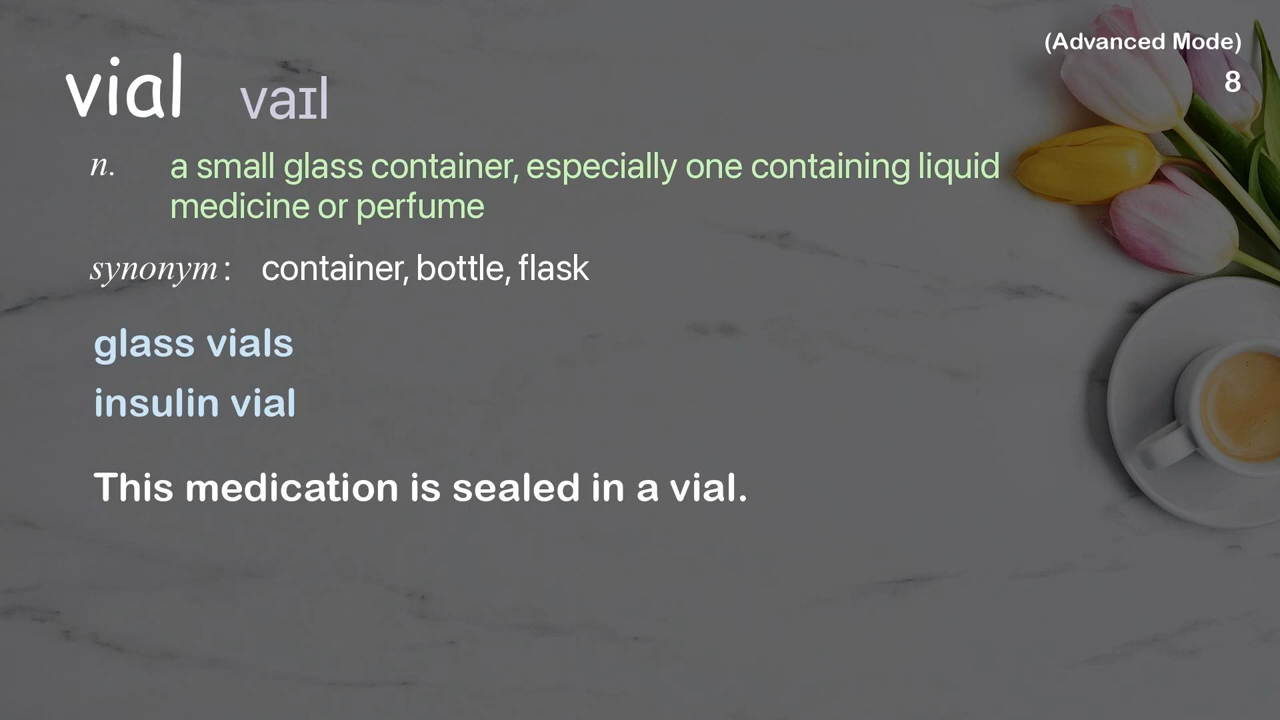 (Advanced Mode)
8
vial vaɪl
n. a small glass container, especially one containing liquid
medicine or perfume
synonym: container, bottle, flask
glass vials
insulin vial
This medication is sealed in a vial.